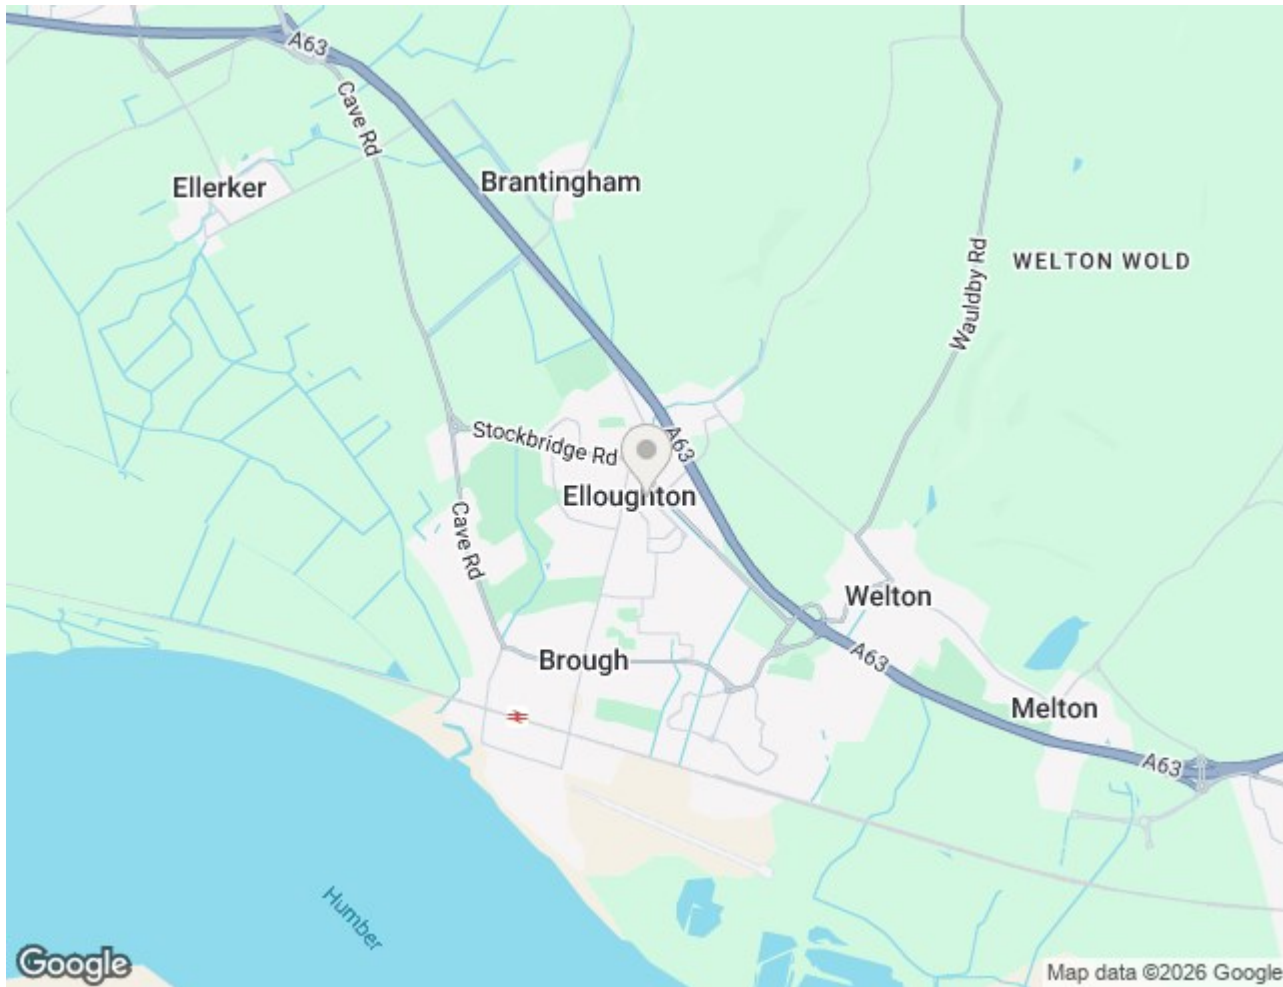 A63
Cave Rd
Ellerker
Brantingham
WELTON WOLD
Wauldby Rd
Stockbridge Rd
A63
Elloughton
Cave Rd
Welton
Brough
A63
Melton
A63
Humber
Google
Map data ©2026 Google